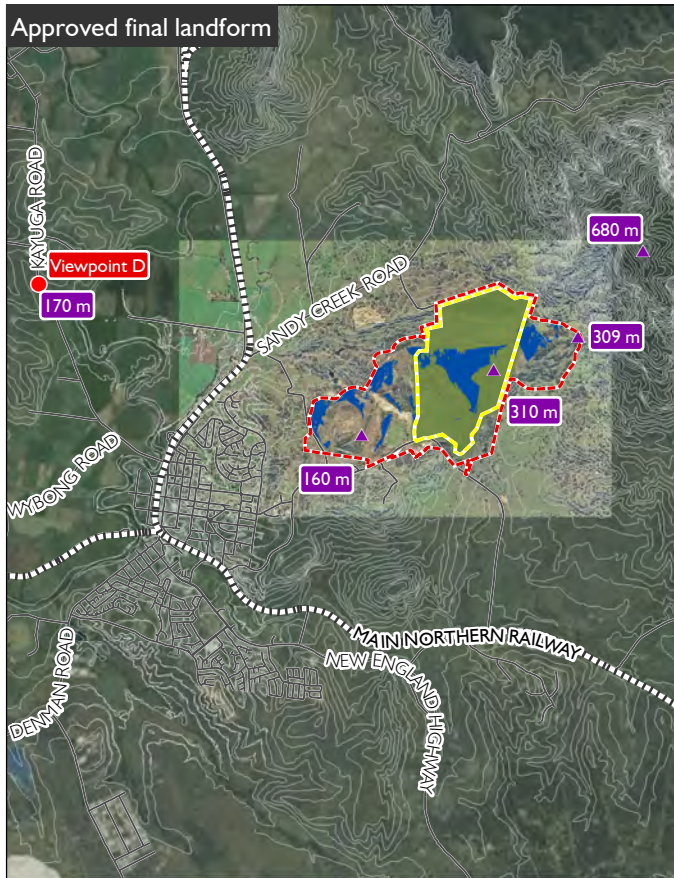 Approved final landform
KAYUGA ROAD
680 m
Viewpoint D
170 m
SANDY CREEK ROAD
309 m
310 m
WYBONG ROAD
160 m
MAIN NORTHERN RAILWAY
NEW ENGLAND HIGHWAY
DENMAN ROAD